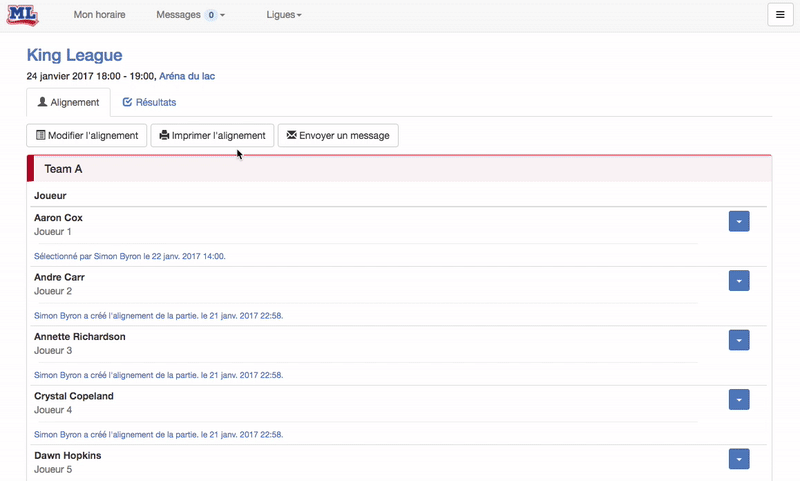 ML
Mon horaire
Messages 0
Ligues
King League
24 janvier 2017 18:00 - 19:00, Aréna du lac
Alignement
Résultats
Modifier l'alignement
Imprimer l'alignement
Envoyer un message
Team A
Joueur
Aaron Cox
Joueur 1
Sélectionné par Simon Byron le 22 janv. 2017 14:00.
Andre Carr
Joueur 2
Simon Byron a créé l'alignement de la partie. le 21 janv. 2017 22:58.
Annette Richardson
Joueur 3
Simon Byron a créé l'alignement de la partie. le 21 janv. 2017 22:58.
Crystal Copeland
Joueur 4
Simon Byron a créé l'alignement de la partie. le 21 janv. 2017 22:58.
Dawn Hopkins
Joueur 5